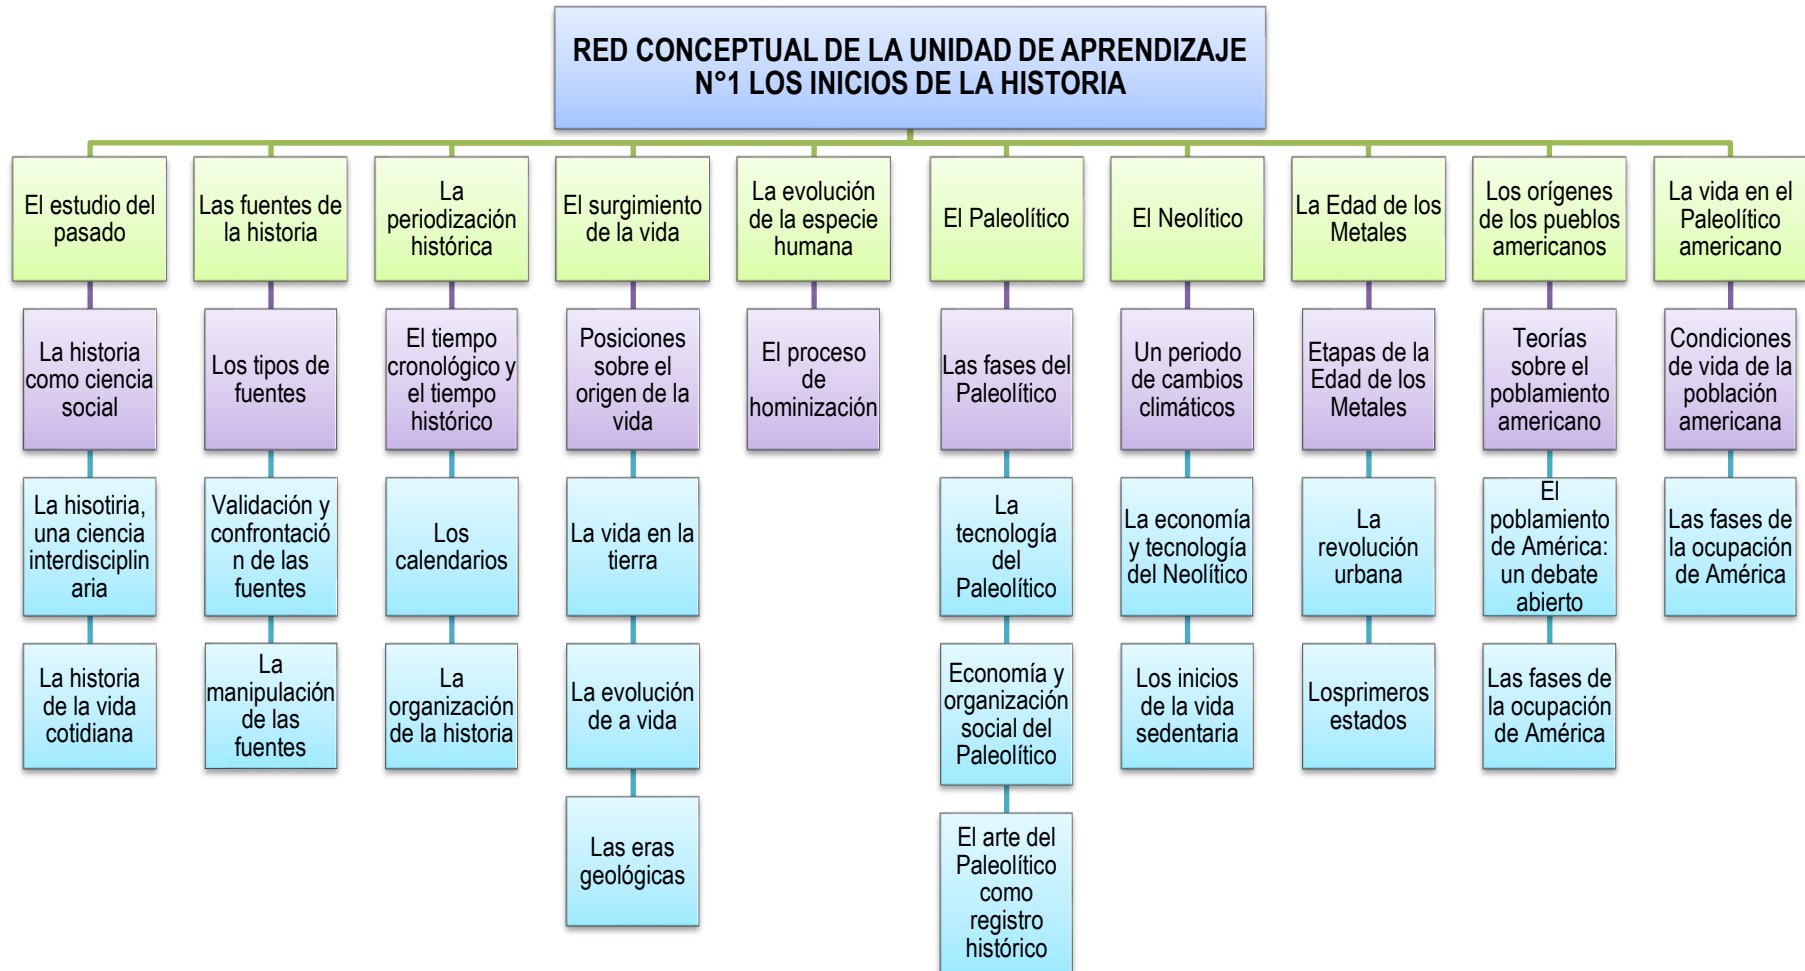 RED CONCEPTUAL DE LA UNIDAD DE APRENDIZAJE
N°1 LOS INICIOS DE LA HISTORIA
El estudio del
pasado
Las fuentes de
la historia
La
periodización
histórica
El surgimiento
de la vida
La evolución
de la especie
humana
El Paleolítico
El Neolítico
La Edad de los
Metales
Los orígenes
de los pueblos
americanos
La vida en el
Paleolítico
americano
La historia
como ciencia
social
Los tipos de
fuentes
El tiempo
cronológico y
el tiempo
histórico
Posiciones
sobre el
origen de la
vida
El proceso
de
hominización
Las fases del
Paleolítico
Un periodo
de cambios
climáticos
Etapas de la
Edad de los
Metales
Teorías
sobre el
poblamiento
americano
Condiciones
de vida de la
población
americana
La hisotiria,
una ciencia
interdisciplin
aria
Validación y
confrontació
n de las
fuentes
Los
calendarios
La vida en la
tierra
La
tecnología
del
Paleolítico
La economía
y tecnología
del Neolítico
La
revolución
urbana
El
poblamiento
de América:
un debate
abierto
Las fases de
la ocupación
de América
La historia
de la vida
cotidiana
La
manipulación
de las
fuentes
La
organización
de la historia
La evolución
de a vida
Economía y
organización
social del
Paleolítico
Los inicios
de la vida
sedentaria
Losprimeros
estados
Las fases de
la ocupación
de América
Las eras
geológicas
El arte del
Paleolítico
como
registro
histórico